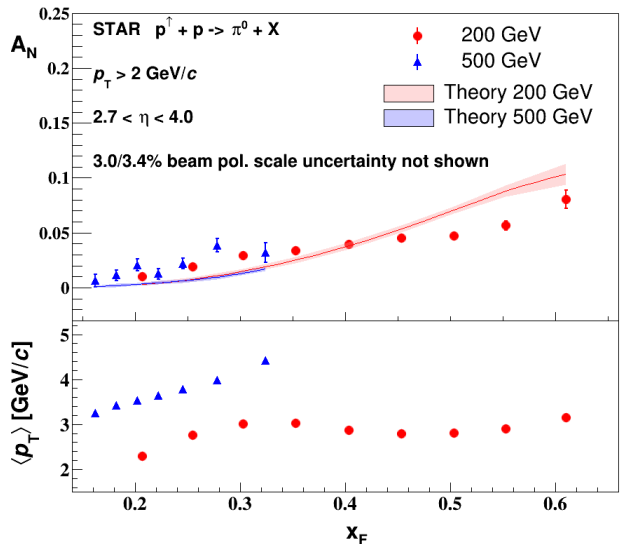 0.25
A_N
STAR p^↑ + p -> π^0 + X
200 GeV
500 GeV
0.2
p_T > 2 GeV/c
Theory 200 GeV
0.15
2.7 < η < 4.0
Theory 500 GeV
3.0/3.4% beam pol. scale uncertainty not shown
0.1
0.05
0
5
4
3
2
⟨p_T⟩ [GeV/c]
0.2 0.3 0.4 0.5 0.6
x_F